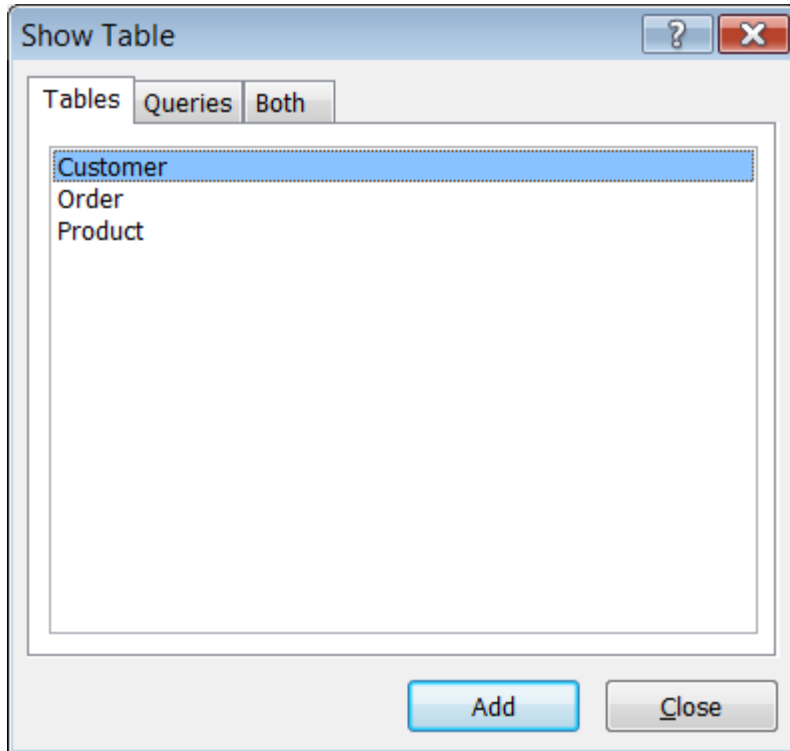 Show Table
Tables Queries Both
Customer
Order
Product
Add Close